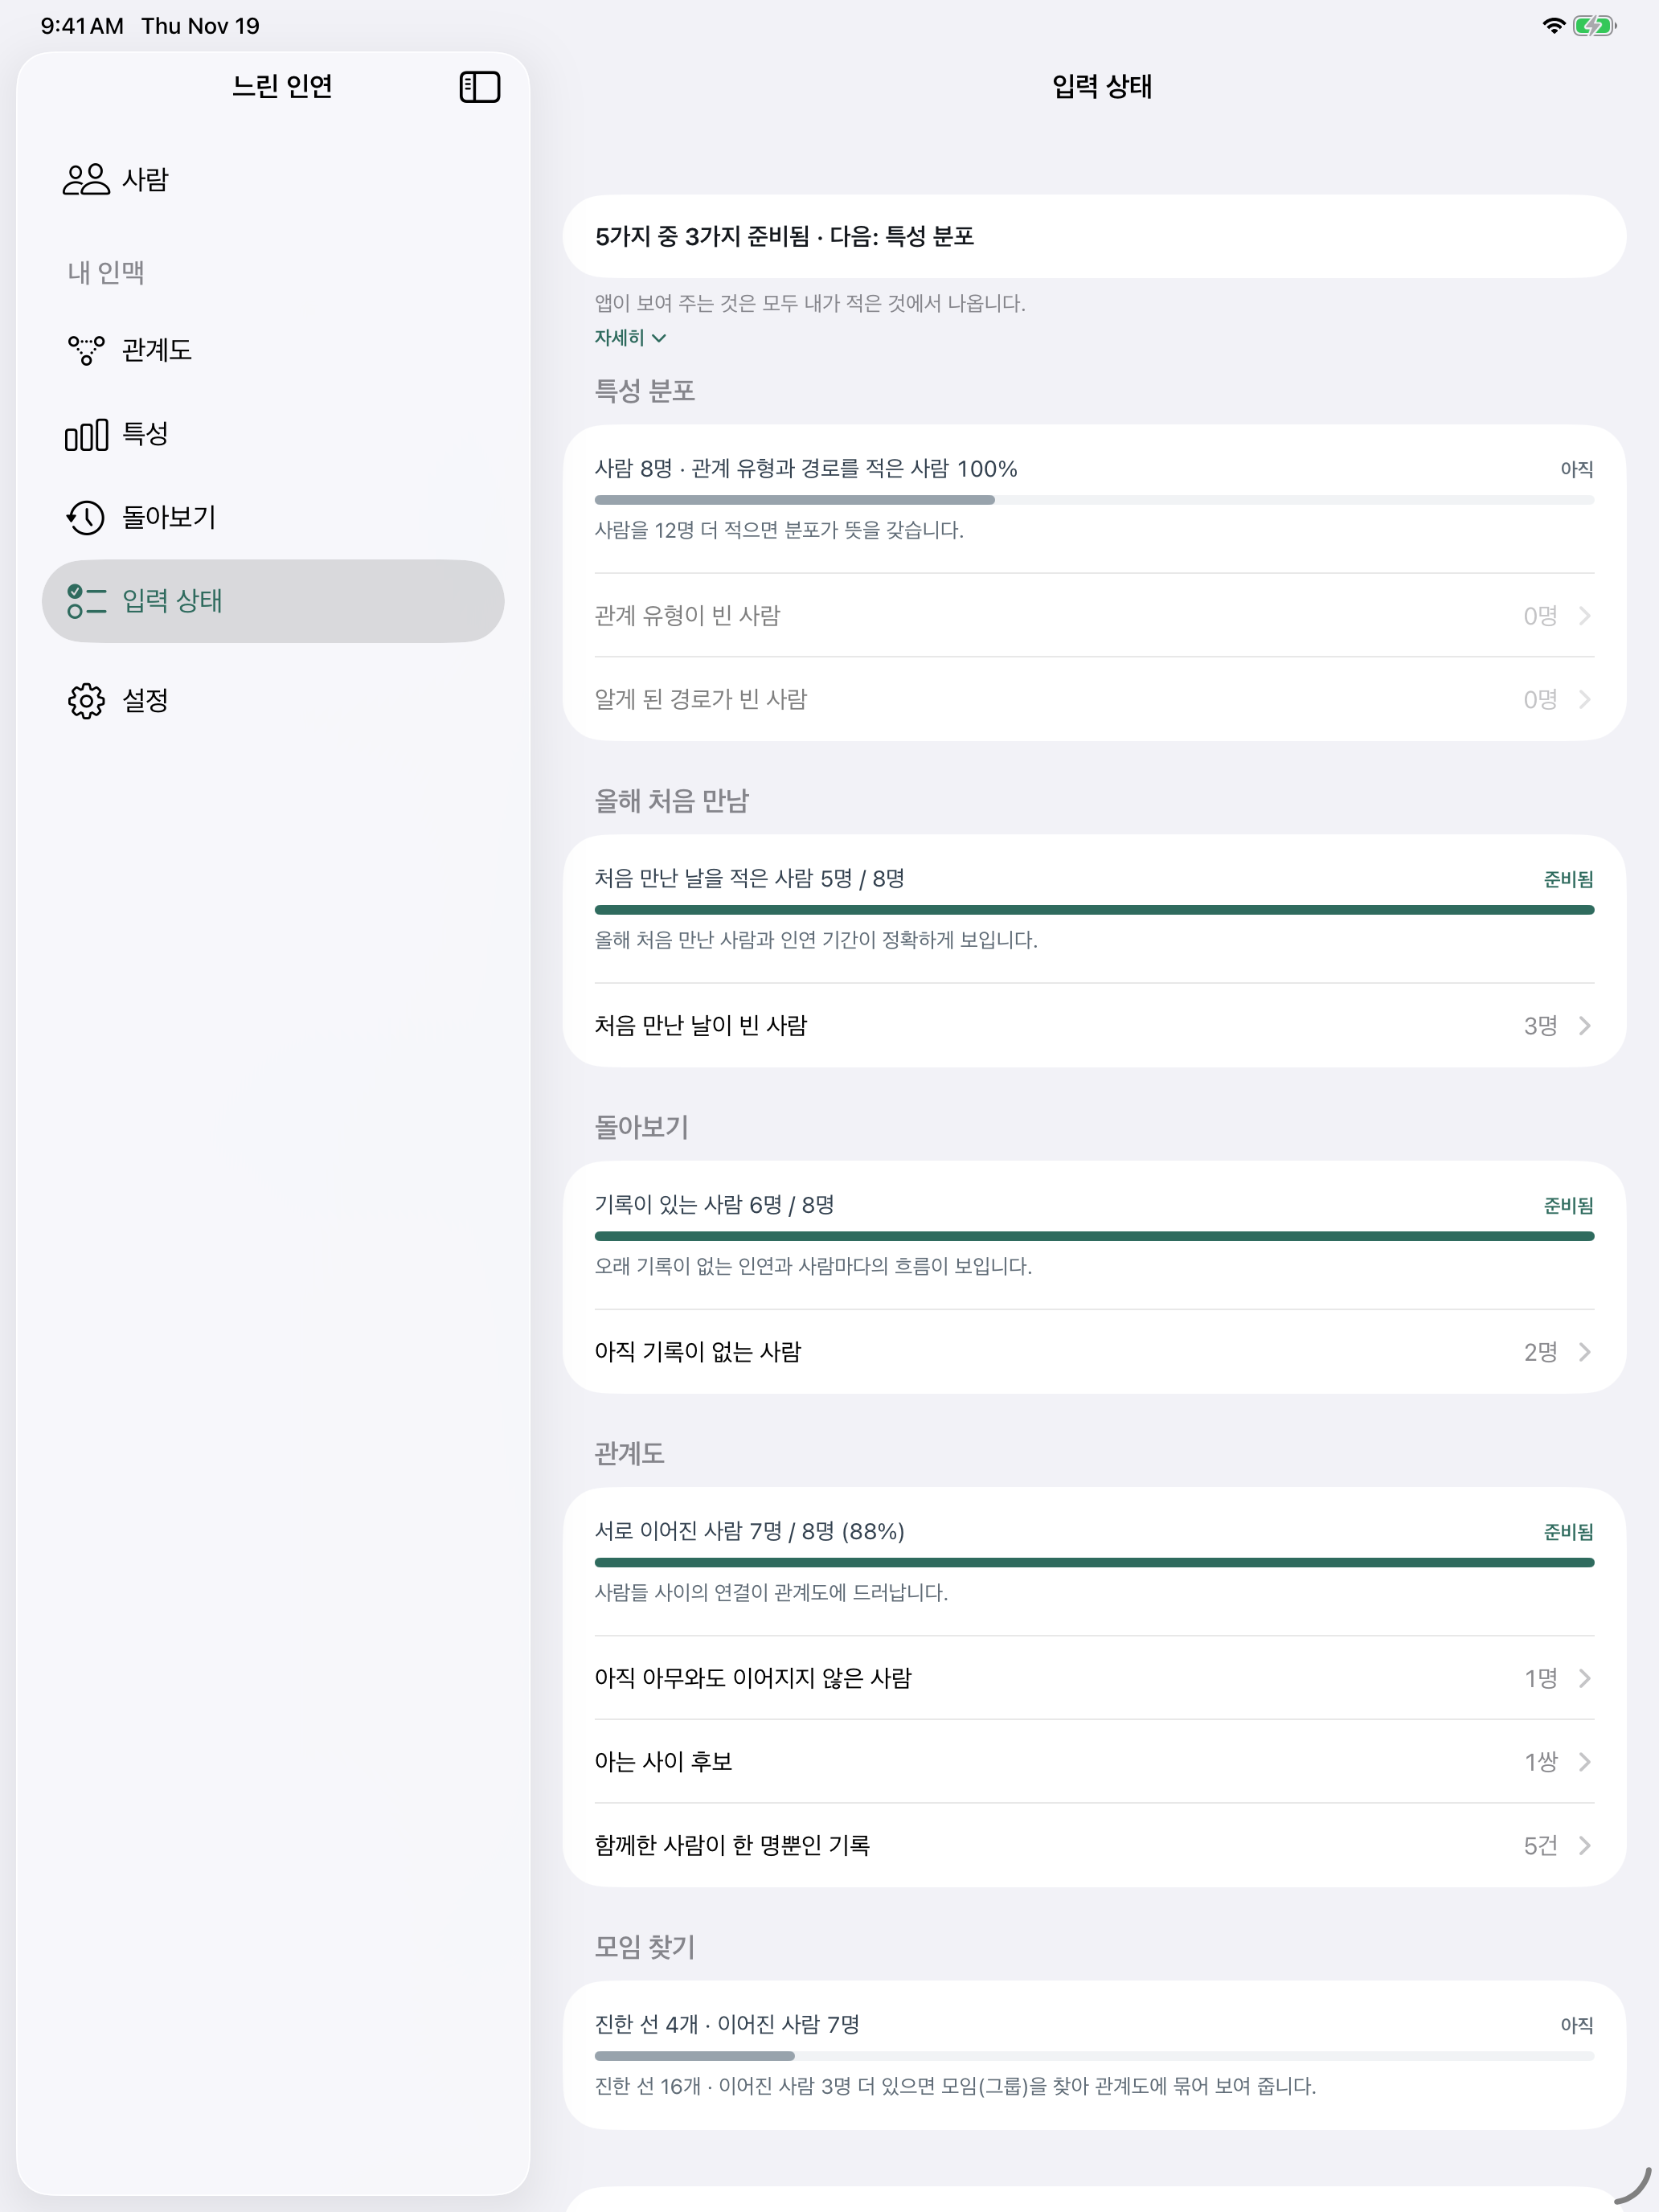 9:41 AM Thu Nov 19
느린 인연
사람
내 인맥
관계도
특성
돌아보기
입력 상태
설정
입력 상태
5가지 중 3가지 준비됨 · 다음: 특성 분포
앱이 보여 주는 것은 모두 내가 적은 것에서 나옵니다.
자세히
특성 분포
사람 8명 · 관계 유형과 경로를 적은 사람 100%
아직
사람을 12명 더 적으면 분포가 뜻을 갖습니다.
관계 유형이 빈 사람
0명
알게 된 경로가 빈 사람
0명
올해 처음 만남
처음 만난 날을 적은 사람 5명 / 8명
준비됨
올해 처음 만난 사람과 인연 기간이 정확하게 보입니다.
처음 만난 날이 빈 사람
3명
돌아보기
기록이 있는 사람 6명 / 8명
준비됨
오래 기록이 없는 인연과 사람마다의 흐름이 보입니다.
아직 기록이 없는 사람
2명
관계도
서로 이어진 사람 7명 / 8명 (88%)
준비됨
사람들 사이의 연결이 관계도에 드러납니다.
아직 아무와도 이어지지 않은 사람
1명
아는 사이 후보
1쌍
함께한 사람이 한 명뿐인 기록
5건
모임 찾기
진한 선 4개 · 이어진 사람 7명
아직
진한 선 16개 · 이어진 사람 3명 더 있으면 모임(그룹)을 찾아 관계도에 묶어 보여 줍니다.